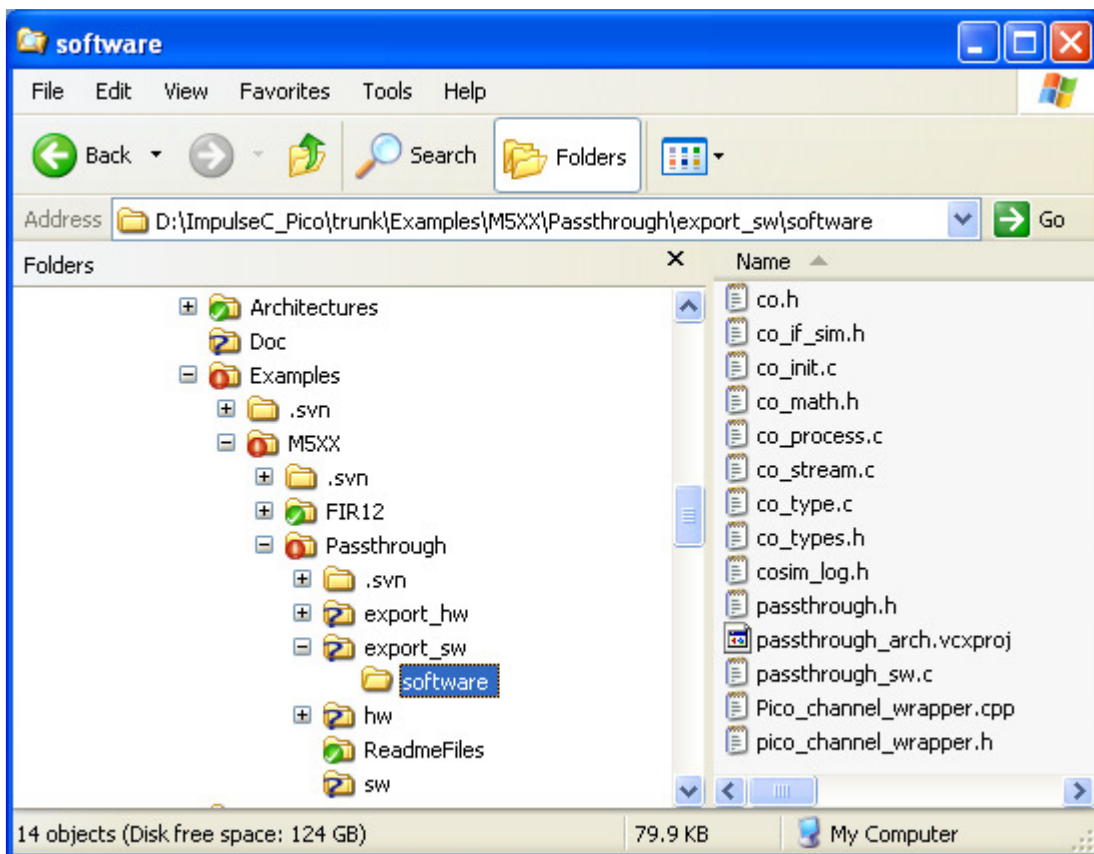 software
File Edit View Favorites Tools Help
Back Search Folders
Address D:\ImpulseC_Pico\trunk\Examples\M5XX\Passthrough\export_sw\software Go
Folders
Architectures
Doc
Examples
.svn
M5XX
.svn
FIR12
Passthrough
.svn
export_hw
export_sw
software
hw
ReadmeFiles
sw
Name
co.h
co_if_sim.h
co_init.c
co_math.h
co_process.c
co_stream.c
co_type.c
co_types.h
cosim_log.h
passthrough.h
passthrough_arch.vcxproj
passthrough_sw.c
Pico_channel_wrapper.cpp
pico_channel_wrapper.h
14 objects (Disk free space: 124 GB) 79.9 KB My Computer